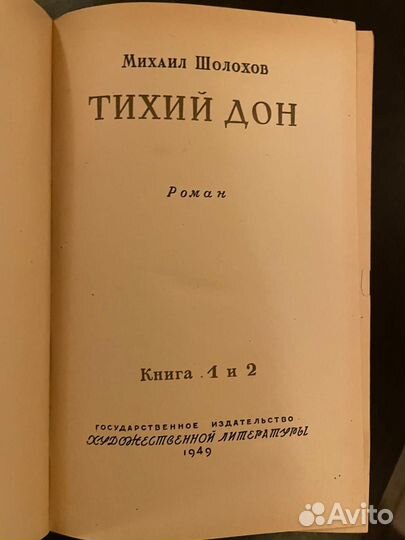 Михаил Шолохов
ТИХИЙ ДОН
Роман
Книга 1 и 2
ГОСУДАРСТВЕННОЕ ИЗДАТЕЛЬСТВО
ХУДОЖЕСТВЕННОЙ ЛИТЕРАТУРЫ
1949
Avito